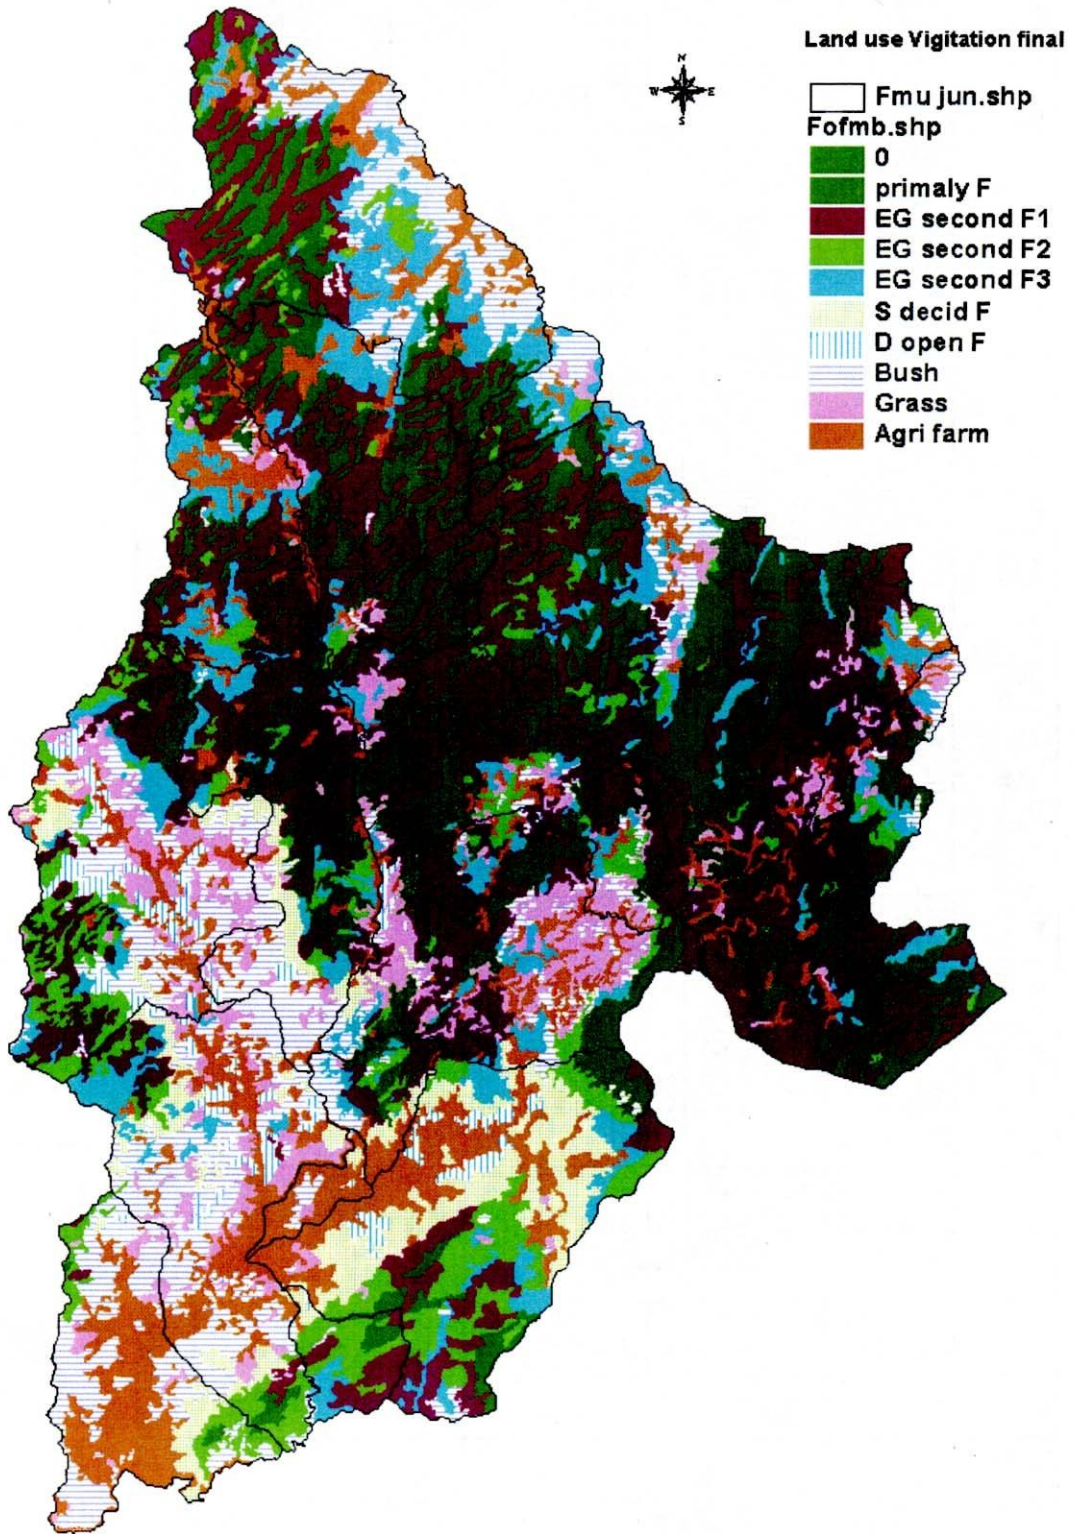 Land use Vigitation final
N
W E
S
Fmu jun.shp
Fofmb.shp
0
primaly F
EG second F1
EG second F2
EG second F3
S decid F
D open F
Bush
Grass
Agri farm